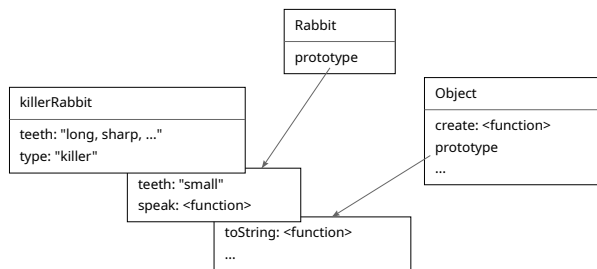 Rabbit
prototype
killerRabbit
teeth: "long, sharp, ..."
type: "killer"
Object
create: <function>
prototype
...
teeth: "small"
speak: <function>
toString: <function>
...